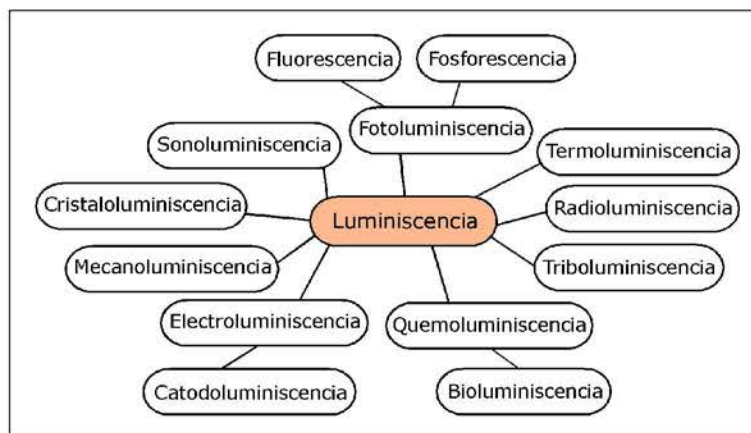 Fluorescencia
Fosforescencia
Fotoluminiscencia
Sonoluminiscencia
Termoluminiscencia
Cristaloluminiscencia
Luminiscencia
Radioluminiscencia
Mecanoluminiscencia
Triboluminiscencia
Electroluminiscencia
Quemoluminiscencia
Catodoluminiscencia
Bioluminiscencia